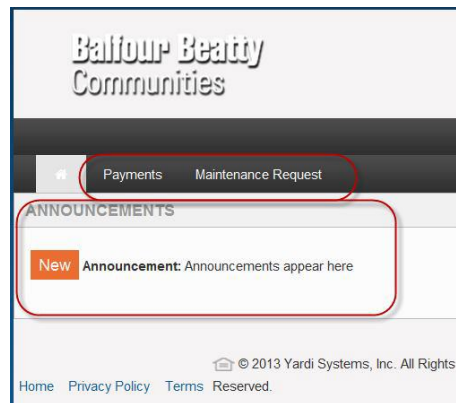 Balfour Beatty
Communities
Payments Maintenance Request
ANNOUNCEMENTS
New Announcement: Announcements appear here
© 2013 Yardi Systems, Inc. All Rights
Home Privacy Policy Terms Reserved.